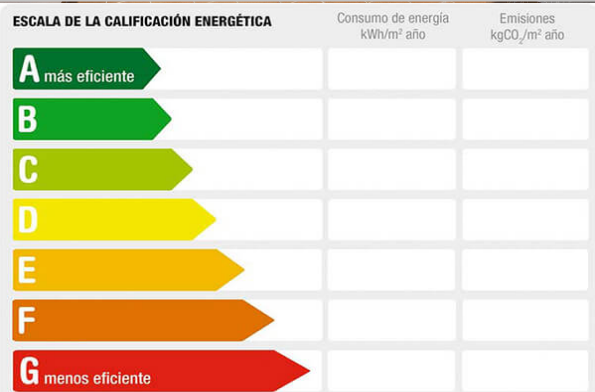 ESCALA DE LA CALIFICACIÓN ENERGÉTICA
Consumo de energía
kWh/m² año
Emisiones
kgCO₂/m² año
A más eficiente
B
C
D
E
F
G menos eficiente